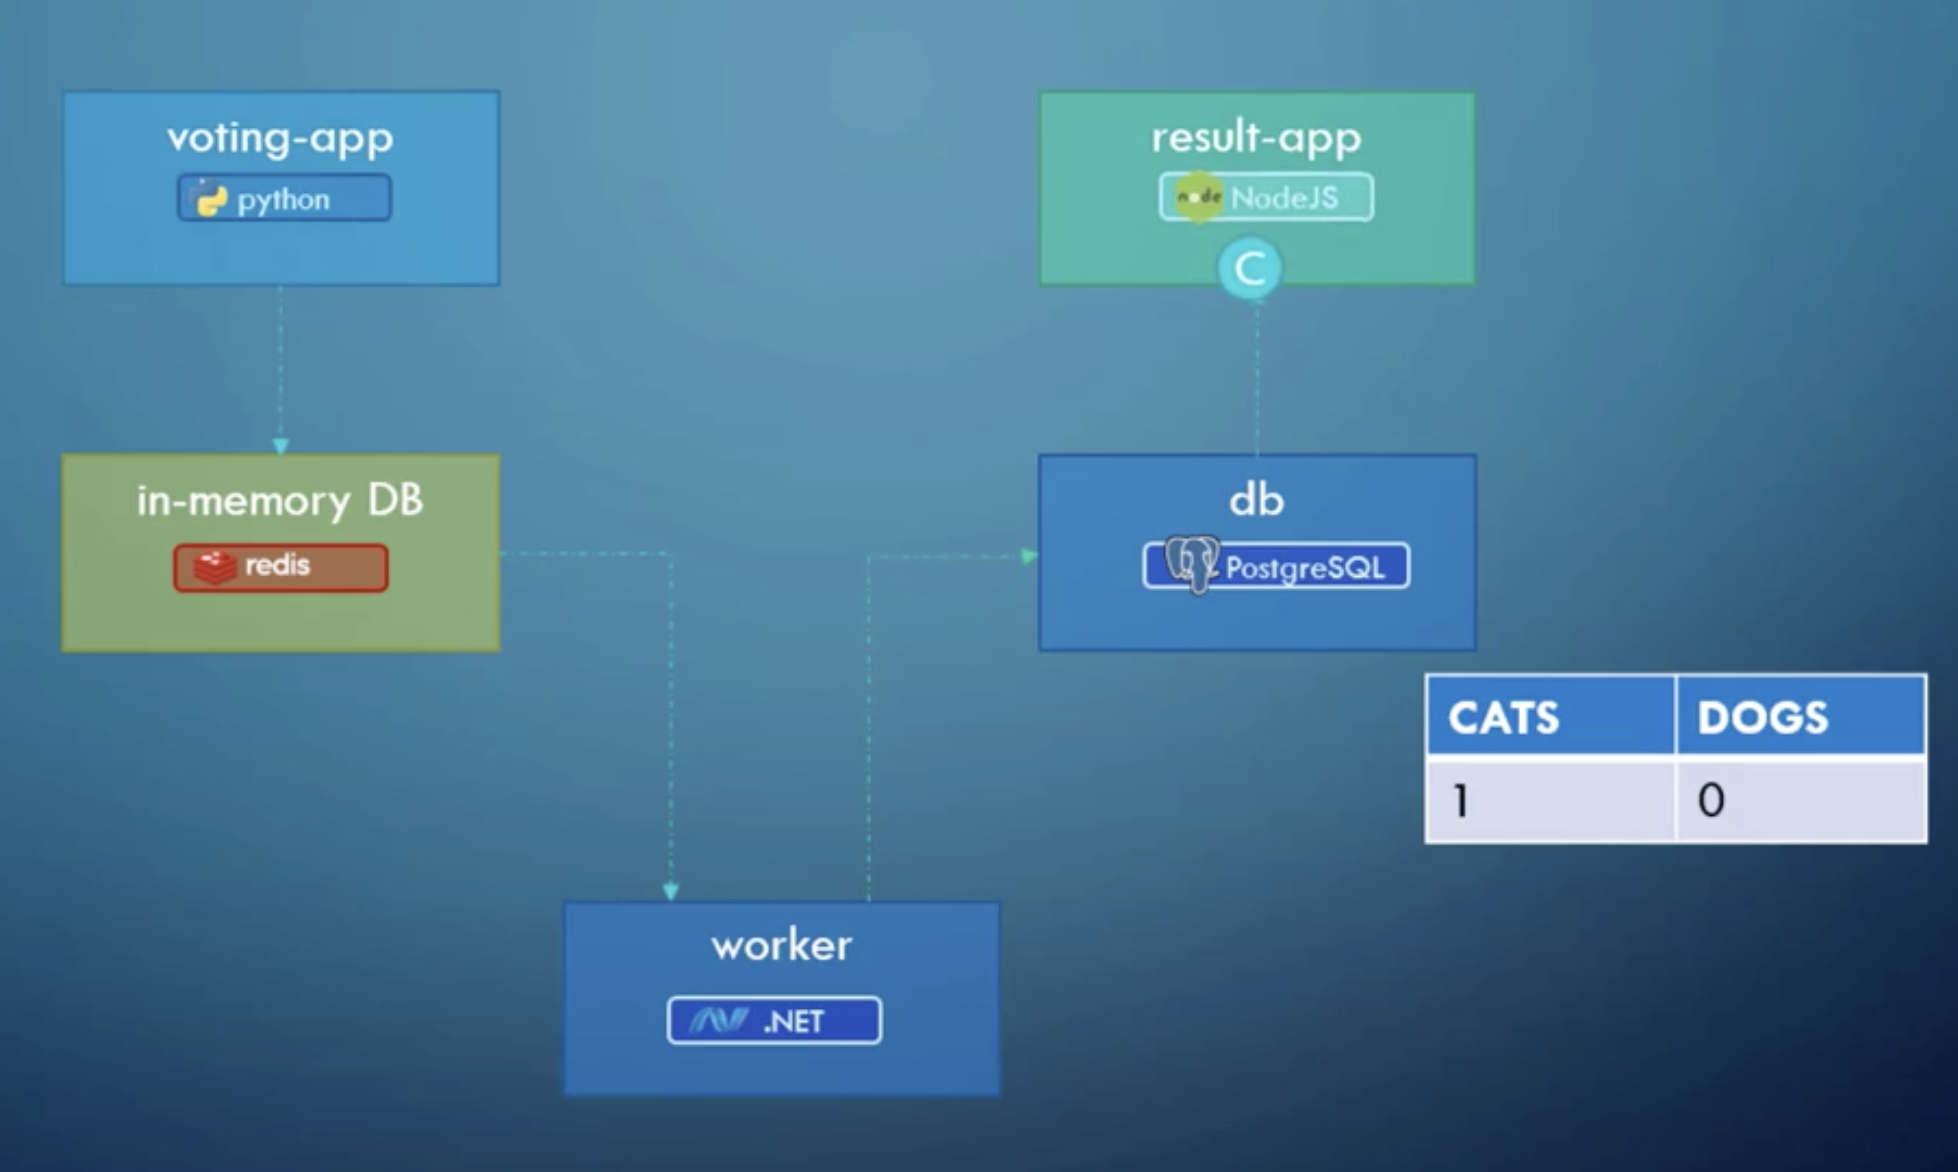 voting-app
python
result-app
node NodeJS
C
in-memory DB
redis
db
PostgreSQL
CATS DOGS
1 0
worker
.NET